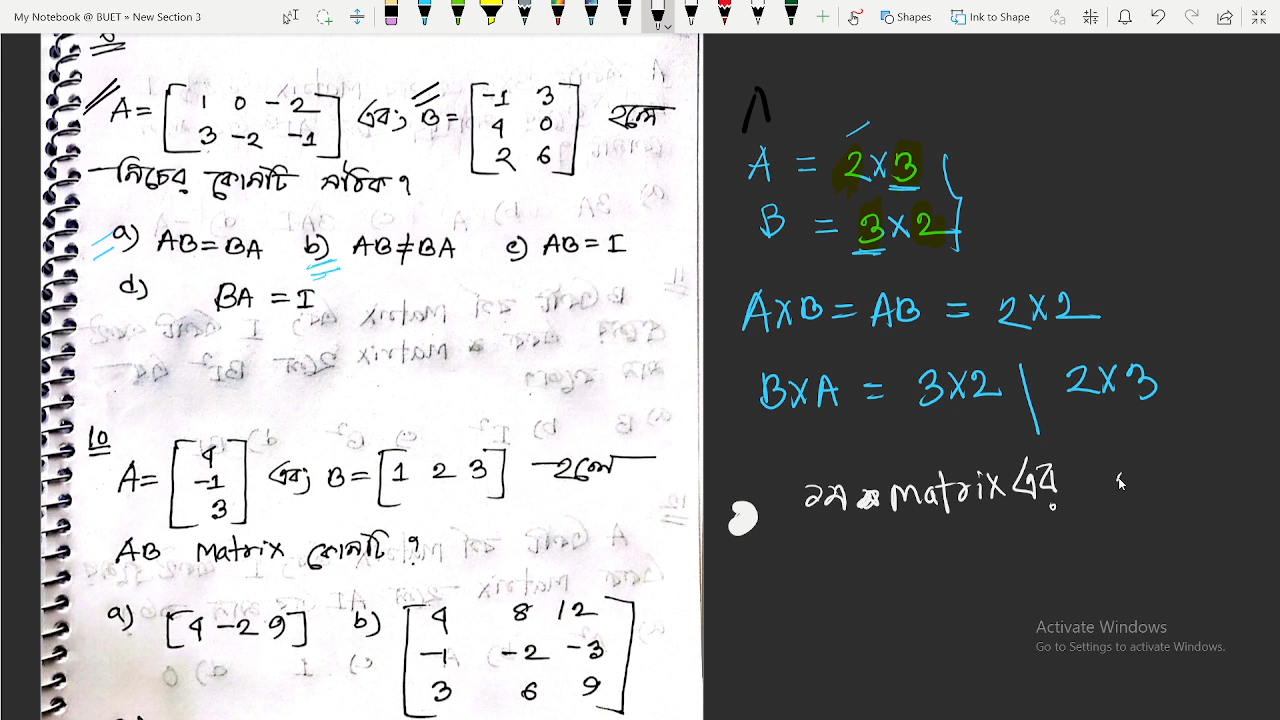 My Notebook @ BUET » New Section 3
Shapes
Ink to Shape
A = [ 1 0 -2
3 -2 -1 ] এবং B = [ -1 3
4 0
2 6 ] হলে
নিচের কোনটি সঠিক ?
a) AB = BA b) AB ≠ BA c) AB = I
d) BA = I
10
A = [ 4
-1
3 ] এবং B = [ 1 2 3 ] হলে
AB Matrix কোনটি ?
a) [ 4 -2 9 ] b) [ 4 8 12
-1 -2 -3
3 6 9 ]
A = 2×3
B = 3×2
A×B = AB = 2×2
B×A = 3×2 | 2×3
১ম matrix এর
Activate Windows
Go to Settings to activate Windows.